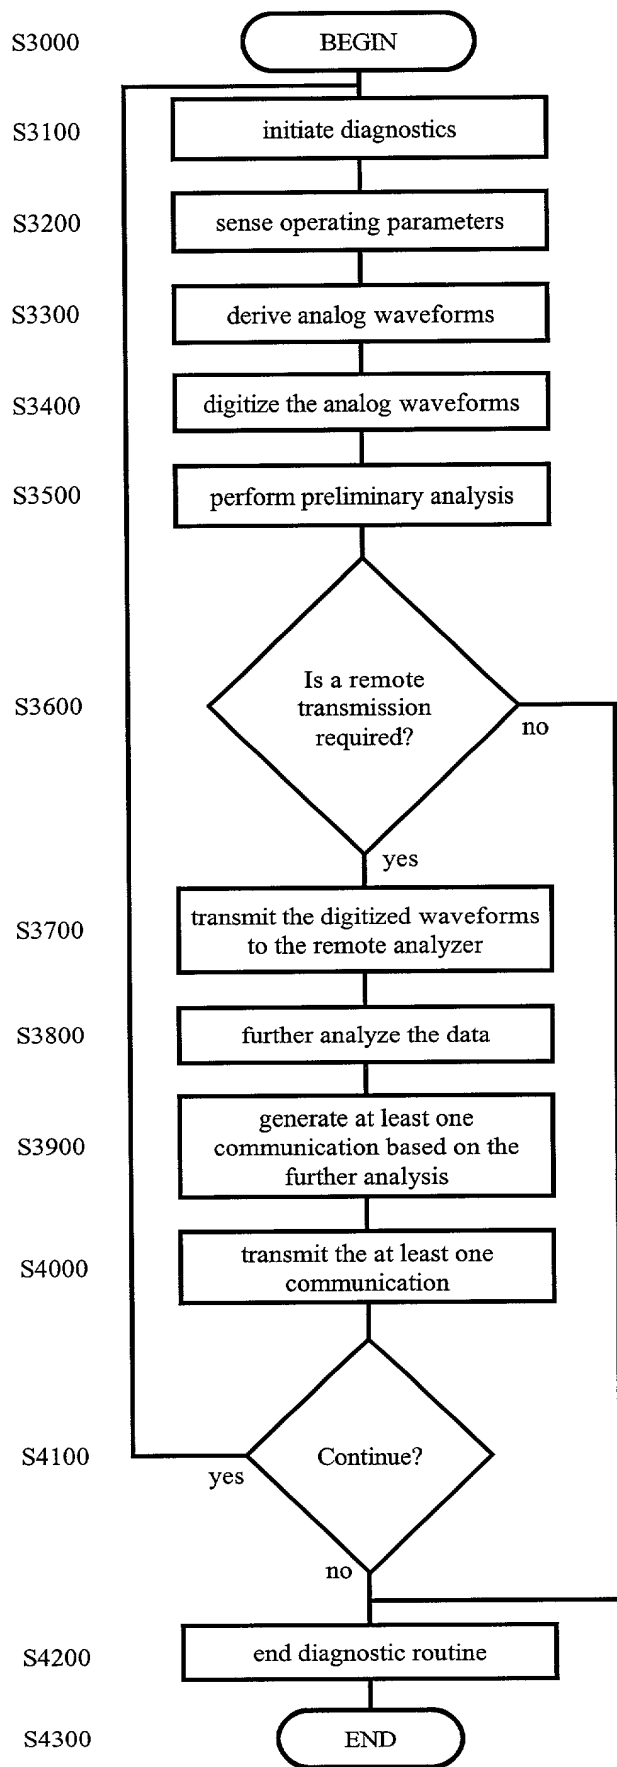 S3000
BEGIN
S3100
initiate diagnostics
S3200
sense operating parameters
S3300
derive analog waveforms
S3400
digitize the analog waveforms
S3500
perform preliminary analysis
S3600
Is a remote
transmission
required?
no
yes
S3700
transmit the digitized waveforms
to the remote analyzer
S3800
further analyze the data
S3900
generate at least one
communication based on the
further analysis
S4000
transmit the at least one
communication
S4100
Continue?
yes
no
S4200
end diagnostic routine
S4300
END